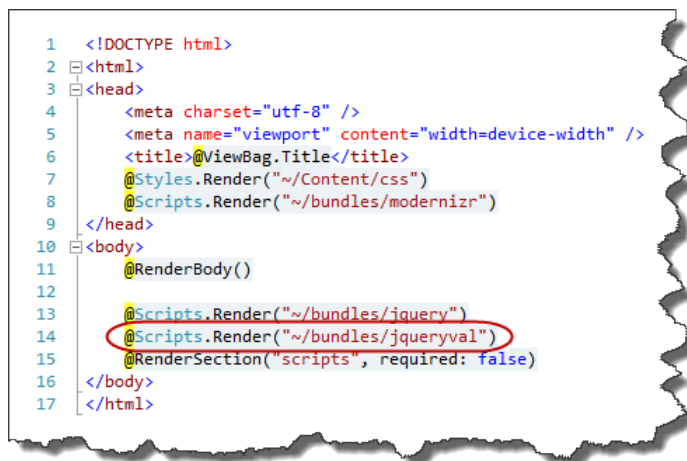 1 <!DOCTYPE html>
2 <html>
3 <head>
4 <meta charset="utf-8" />
5 <meta name="viewport" content="width=device-width" />
6 <title>@ViewBag.Title</title>
7 @Styles.Render("~/Content/css")
8 @Scripts.Render("~/bundles/modernizr")
9 </head>
10 <body>
11 @RenderBody()
12
13 @Scripts.Render("~/bundles/jquery")
14 @Scripts.Render("~/bundles/jqueryval")
15 @RenderSection("scripts", required: false)
16 </body>
17 </html>